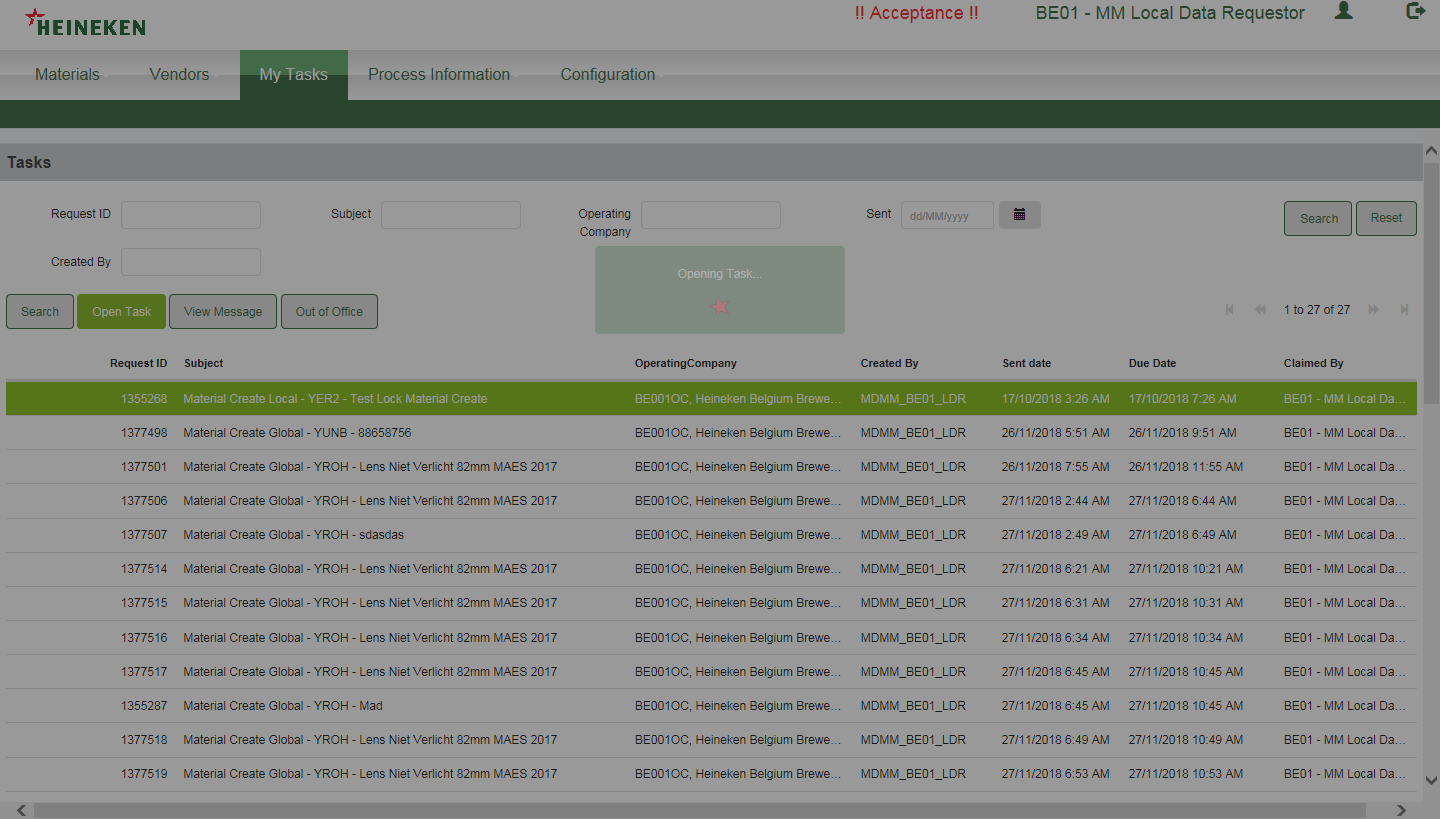 HEINEKEN !! Acceptance !! BE01 - MM Local Data Requestor
Materials Vendors My Tasks Process Information Configuration
Tasks
Request ID Subject Operating Company Sent dd/MM/yyyy Search Reset
Created By
Opening Task...
Search Open Task View Message Out of Office 1 to 27 of 27
Request ID Subject OperatingCompany Created By Sent date Due Date Claimed By
1355268 Material Create Local - YER2 - Test Lock Material Create BE001OC, Heineken Belgium Brewe... MDMM_BE01_LDR 17/10/2018 3:26 AM 17/10/2018 7:26 AM BE01 - MM Local Da...
1377498 Material Create Global - YUNB - 88658756 BE001OC, Heineken Belgium Brewe... MDMM_BE01_LDR 26/11/2018 5:51 AM 26/11/2018 9:51 AM BE01 - MM Local Da...
1377501 Material Create Global - YROH - Lens Niet Verlicht 82mm MAES 2017 BE001OC, Heineken Belgium Brewe... MDMM_BE01_LDR 26/11/2018 7:55 AM 26/11/2018 11:55 AM BE01 - MM Local Da...
1377506 Material Create Global - YROH - Lens Niet Verlicht 82mm MAES 2017 BE001OC, Heineken Belgium Brewe... MDMM_BE01_LDR 27/11/2018 2:44 AM 27/11/2018 6:44 AM BE01 - MM Local Da...
1377507 Material Create Global - YROH - sdasdas BE001OC, Heineken Belgium Brewe... MDMM_BE01_LDR 27/11/2018 2:49 AM 27/11/2018 6:49 AM BE01 - MM Local Da...
1377514 Material Create Global - YROH - Lens Niet Verlicht 82mm MAES 2017 BE001OC, Heineken Belgium Brewe... MDMM_BE01_LDR 27/11/2018 6:21 AM 27/11/2018 10:21 AM BE01 - MM Local Da...
1377515 Material Create Global - YROH - Lens Niet Verlicht 82mm MAES 2017 BE001OC, Heineken Belgium Brewe... MDMM_BE01_LDR 27/11/2018 6:31 AM 27/11/2018 10:31 AM BE01 - MM Local Da...
1377516 Material Create Global - YROH - Lens Niet Verlicht 82mm MAES 2017 BE001OC, Heineken Belgium Brewe... MDMM_BE01_LDR 27/11/2018 6:34 AM 27/11/2018 10:34 AM BE01 - MM Local Da...
1377517 Material Create Global - YROH - Lens Niet Verlicht 82mm MAES 2017 BE001OC, Heineken Belgium Brewe... MDMM_BE01_LDR 27/11/2018 6:45 AM 27/11/2018 10:45 AM BE01 - MM Local Da...
1355287 Material Create Global - YROH - Mad BE001OC, Heineken Belgium Brewe... MDMM_BE01_LDR 27/11/2018 6:45 AM 27/11/2018 10:45 AM BE01 - MM Local Da...
1377518 Material Create Global - YROH - Lens Niet Verlicht 82mm MAES 2017 BE001OC, Heineken Belgium Brewe... MDMM_BE01_LDR 27/11/2018 6:49 AM 27/11/2018 10:49 AM BE01 - MM Local Da...
1377519 Material Create Global - YROH - Lens Niet Verlicht 82mm MAES 2017 BE001OC, Heineken Belgium Brewe... MDMM_BE01_LDR 27/11/2018 6:53 AM 27/11/2018 10:53 AM BE01 - MM Local Da...